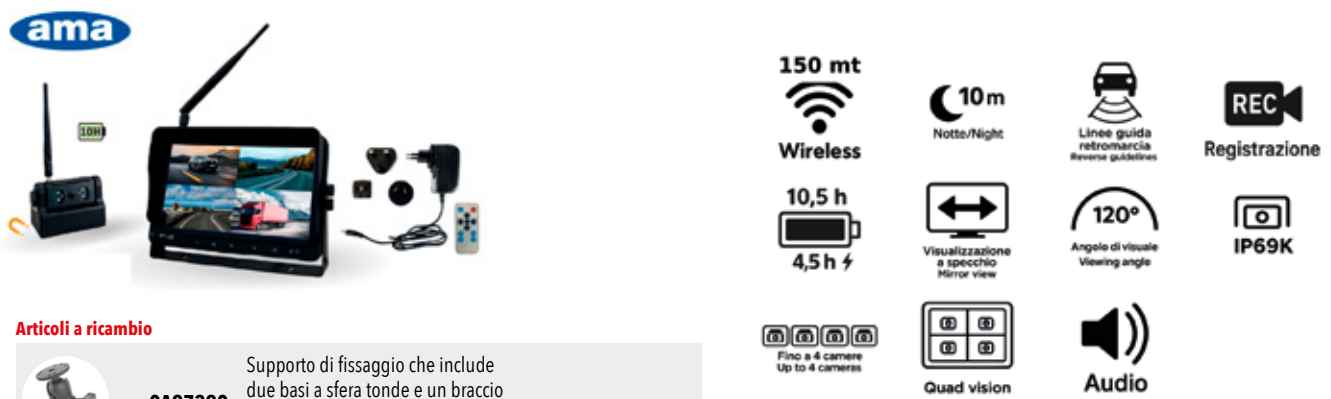 ama
10H
150 mt
Wireless
10m
Notte/Night
Linee guida
retromarcia
Reverse guidelines
REC
Registrazione
10,5 h
4,5 h
Visualizzazione
a specchio
Mirror view
120°
Angolo di visuale
Viewing angle
IP69K
Fino a 4 camere
Up to 4 cameras
Quad vision
Audio
Articoli a ricambio
Supporto di fissaggio che include
due basi a sfera tonde e un braccio